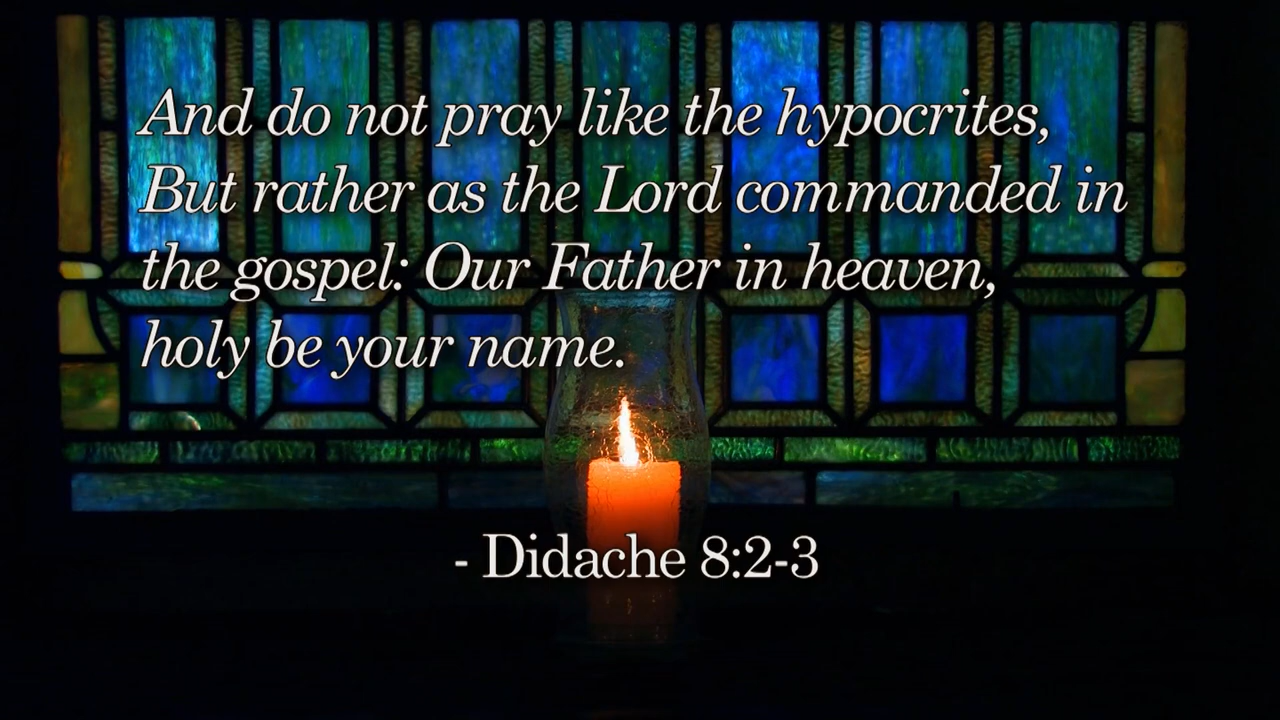 And do not pray like the hypocrites,
But rather as the Lord commanded in
the gospel: Our Father in heaven,
holy be your name.
- Didache 8:2-3